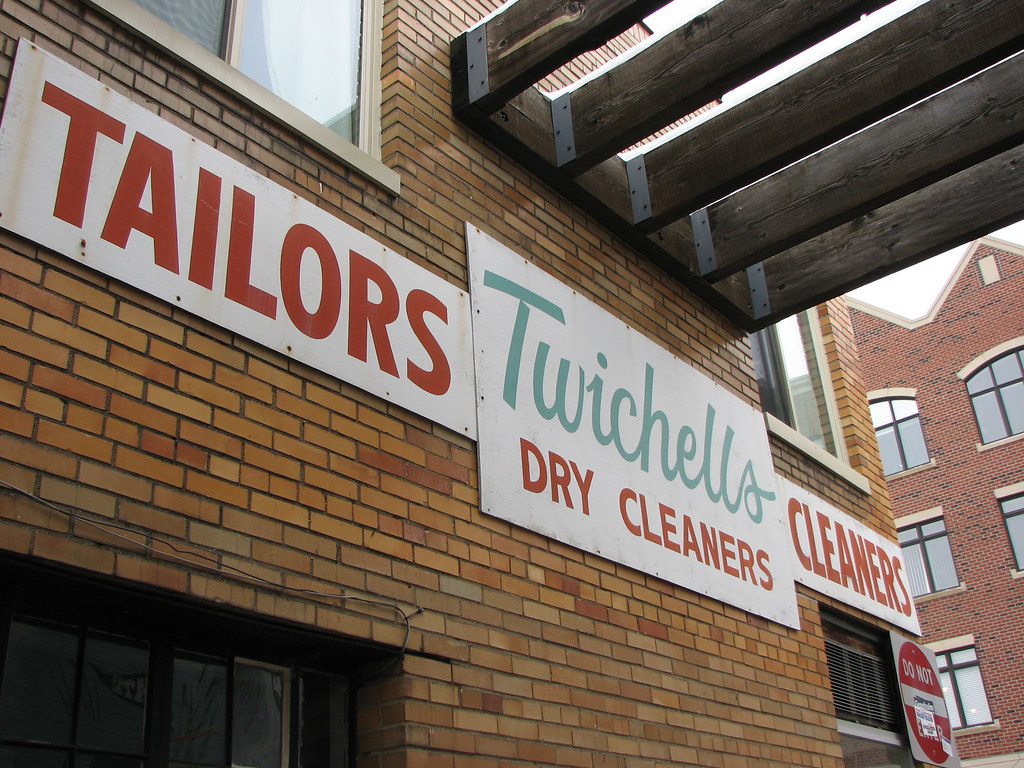 TAILORS
Twichells
DRY CLEANERS
CLEANERS
DO NOT